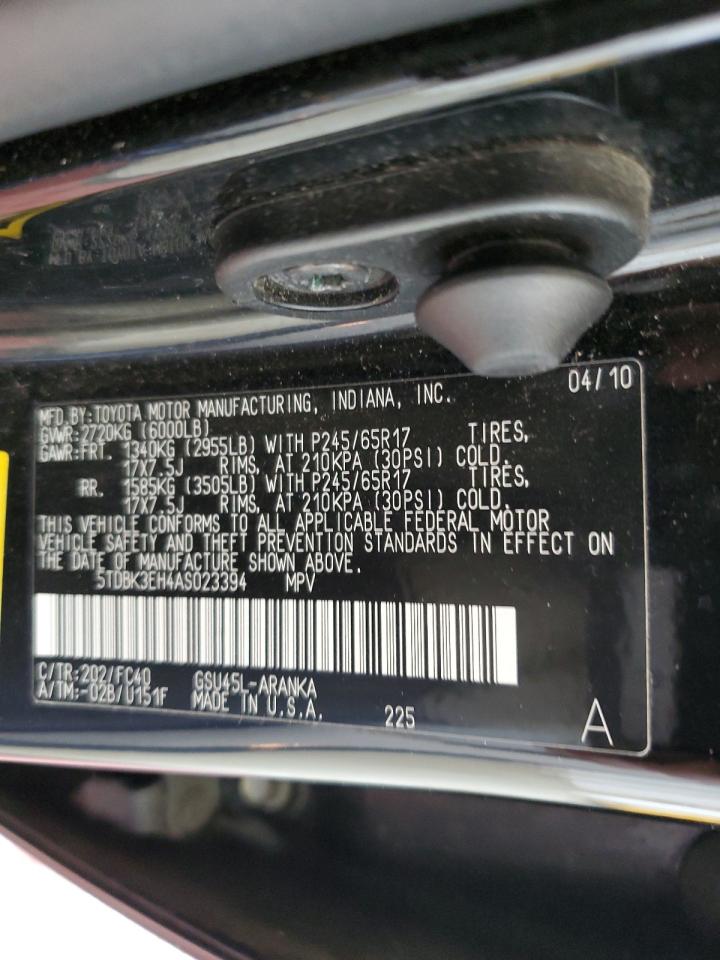 04/10
MFD.BY:TOYOTA MOTOR MANUFACTURING, INDIANA, INC.
GVWR:2720KG (6000LB)
GAWR:FRT. 1340KG (2955LB) WITH P245/65R17 TIRES,
17X7.5J RIMS, AT 210KPA (30PSI) COLD.
RR. 1585KG (3505LB) WITH P245/65R17 TIRES,
17X7.5J RIMS, AT 210KPA (30PSI) COLD.
THIS VEHICLE CONFORMS TO ALL APPLICABLE FEDERAL MOTOR
VEHICLE SAFETY AND THEFT PREVENTION STANDARDS IN EFFECT ON
THE DATE OF MANUFACTURE SHOWN ABOVE.
5TDBK3EH4AS023394 MPV
C/TR:202/FC40 GSU45L-ARANKA
A/TM:-02B/U151F MADE IN U.S.A. 225
A